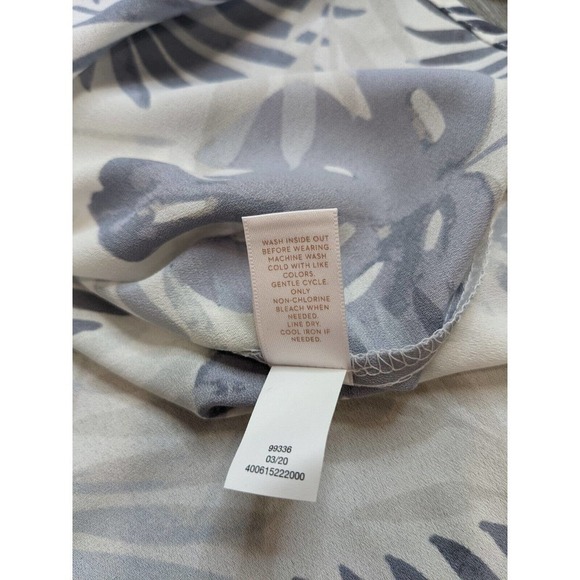 WASH INSIDE OUT
BEFORE WEARING.
MACHINE WASH
COLD WITH LIKE
COLORS.
GENTLE CYCLE.
ONLY
NON-CHLORINE
BLEACH WHEN
NEEDED.
LINE DRY.
COOL IRON IF
NEEDED.
99336
03/20
400615222000